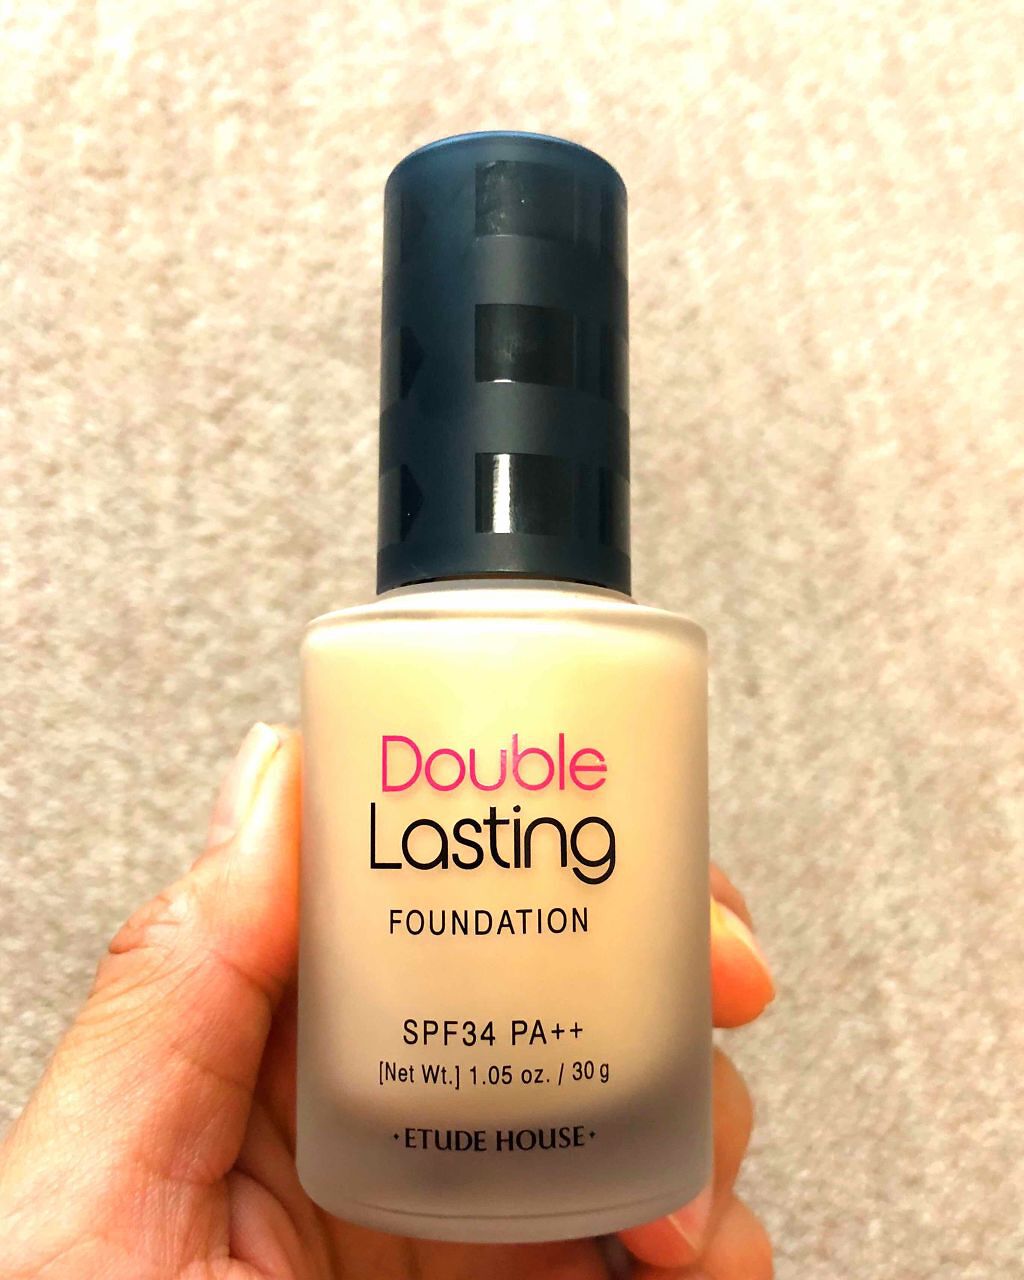 Double
Lasting
FOUNDATION
SPF34 PA++
[Net Wt.] 1.05 oz. / 30 g
·ETUDE HOUSE·